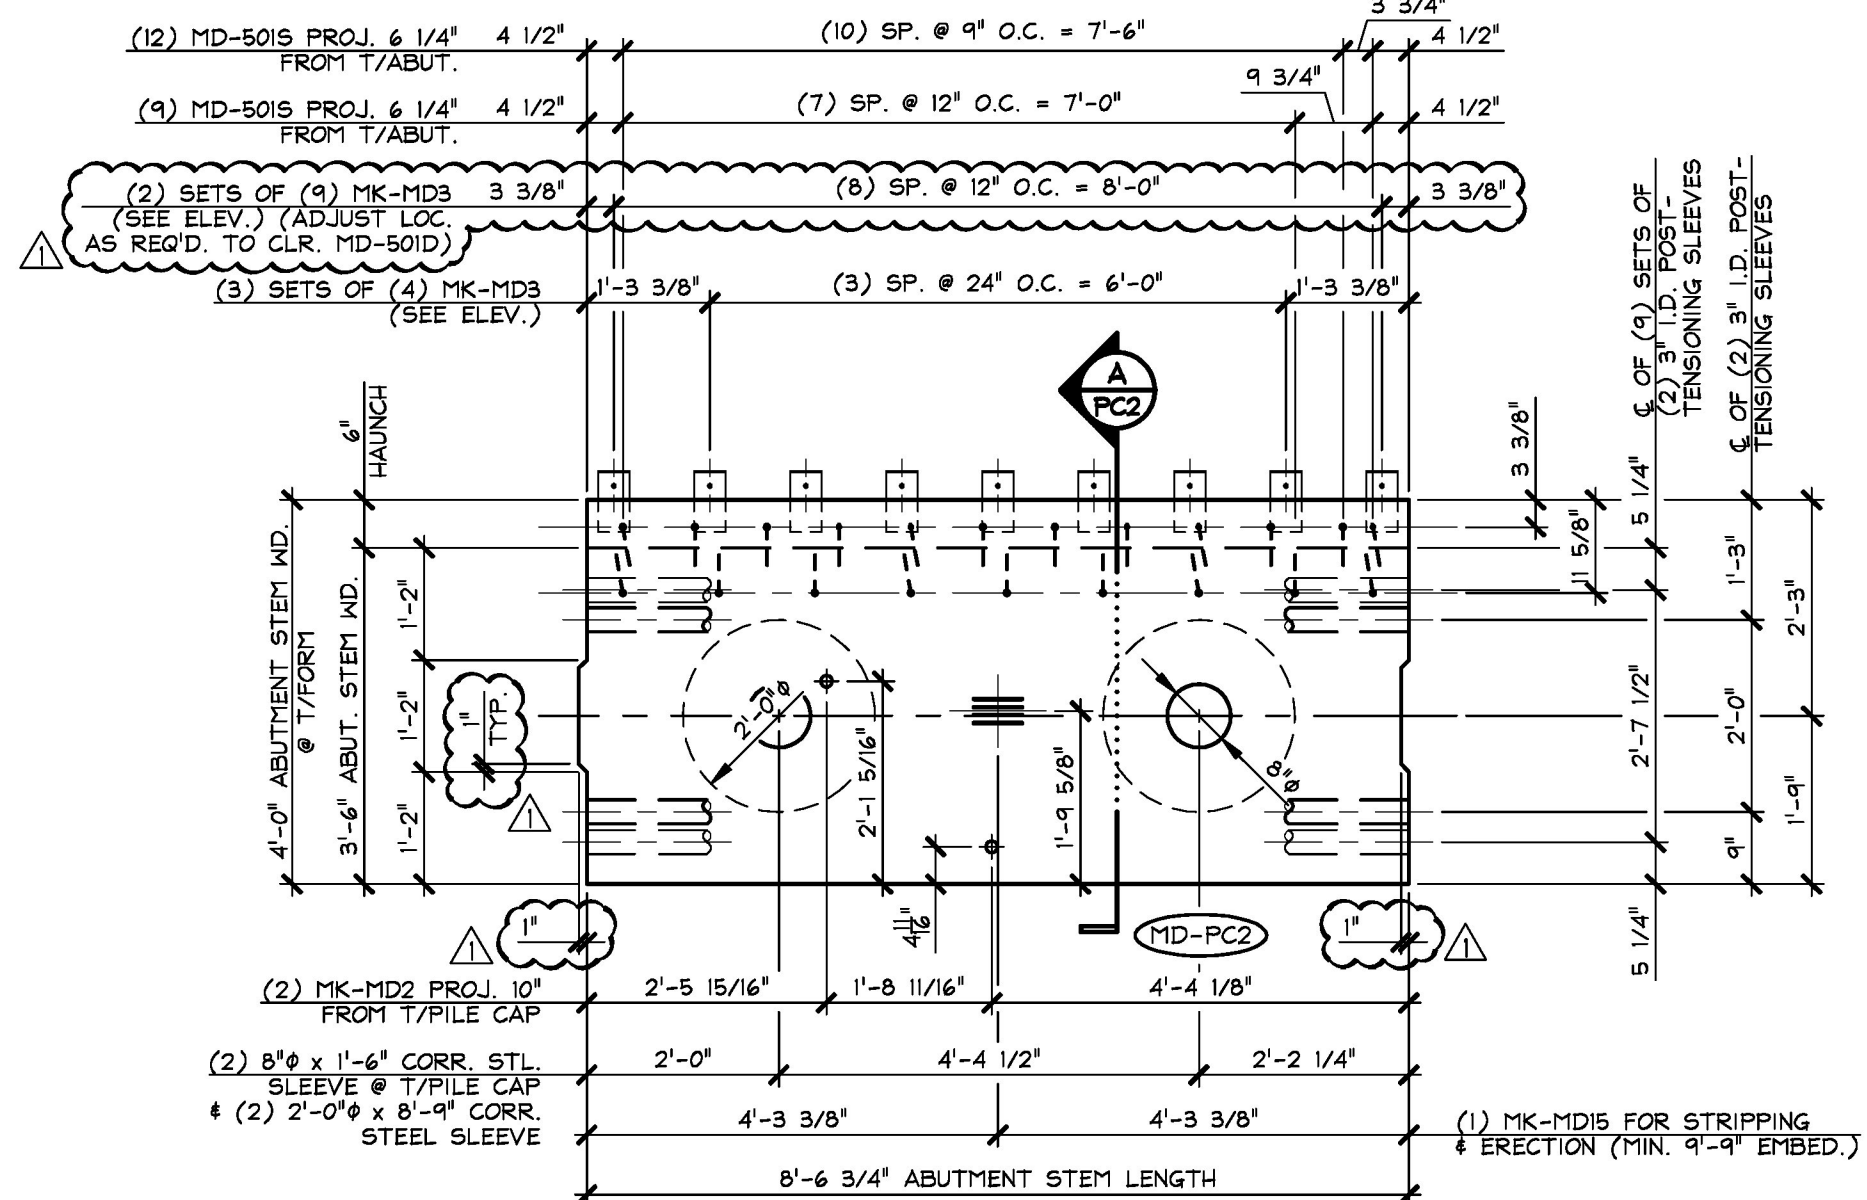 3 3/4"
(12) MD-501S PROJ. 6 1/4" 4 1/2" (10) SP. @ 9" O.C. = 7'-6" 4 1/2"
FROM T/ABUT.
9 3/4"
(9) MD-501S PROJ. 6 1/4" 4 1/2" (7) SP. @ 12" O.C. = 7'-0" 4 1/2"
FROM T/ABUT.
(2) SETS OF (9) MK-MD3 3 3/8" (8) SP. @ 12" O.C. = 8'-0" 3 3/8"
(SEE ELEV.) (ADJUST LOC.
AS REQ'D. TO CLR. MD-501D)
1
(3) SETS OF (4) MK-MD3 1'-3 3/8" (3) SP. @ 24" O.C. = 6'-0" 1'-3 3/8"
(SEE ELEV.)
℄ OF (9) SETS OF
(2) 3" I.D. POST-
TENSIONING SLEEVES
℄ OF (2) 3" I.D. POST-
TENSIONING SLEEVES
A
PC2
6"
HAUNCH
4'-0" ABUTMENT STEM WD.
@ T/FORM
3'-6" ABUT. STEM WD.
1'-2"
1'-2"
1'-2"
1"
TYP.
1
3 3/8"
11 5/8"
5 1/4"
2'-7 1/2"
5 1/4"
1'-3"
2'-0"
9"
2'-3"
1'-9"
2'-0"ϕ
8"ϕ
2'-1 5/16"
1'-9 5/8"
4 11/16"
1"
1
MD-PC2
1"
1
(2) MK-MD2 PROJ. 10" 2'-5 15/16" 1'-8 11/16" 4'-4 1/8"
FROM T/PILE CAP
(2) 8"ϕ x 1'-6" CORR. STL. 2'-0" 4'-4 1/2" 2'-2 1/4"
SLEEVE @ T/PILE CAP
& (2) 2'-0"ϕ x 8'-9" CORR.
STEEL SLEEVE
4'-3 3/8" 4'-3 3/8"
(1) MK-MD15 FOR STRIPPING
& ERECTION (MIN. 9'-9" EMBED.)
8'-6 3/4" ABUTMENT STEM LENGTH